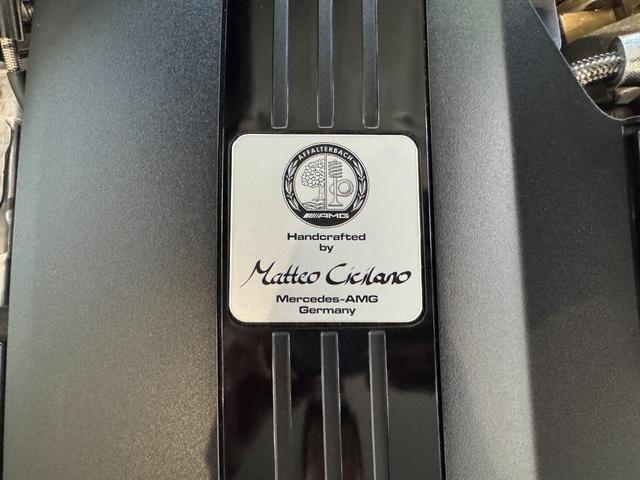 AFFALTERBACH
AMG
Handcrafted
by
Matteo Cicilano
Mercedes-AMG
Germany